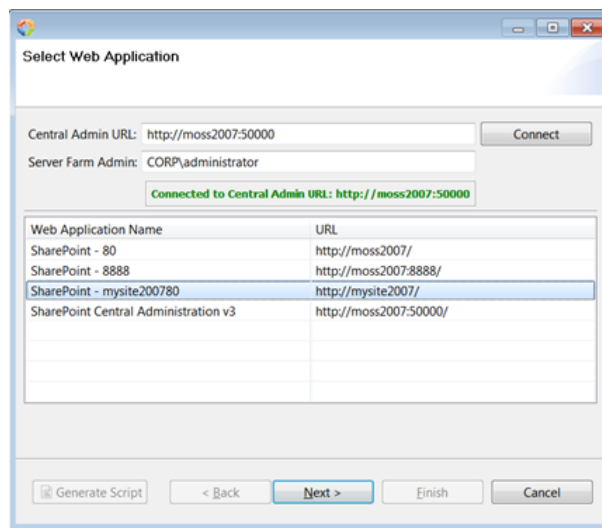 Select Web Application
Central Admin URL: http://moss2007:50000 Connect
Server Farm Admin: CORP\administrator
Connected to Central Admin URL: http://moss2007:50000
Web Application Name URL
SharePoint - 80 http://moss2007/
SharePoint - 8888 http://moss2007:8888/
SharePoint - mysite200780 http://mysite2007/
SharePoint Central Administration v3 http://moss2007:50000/
Generate Script < Back Next > Finish Cancel